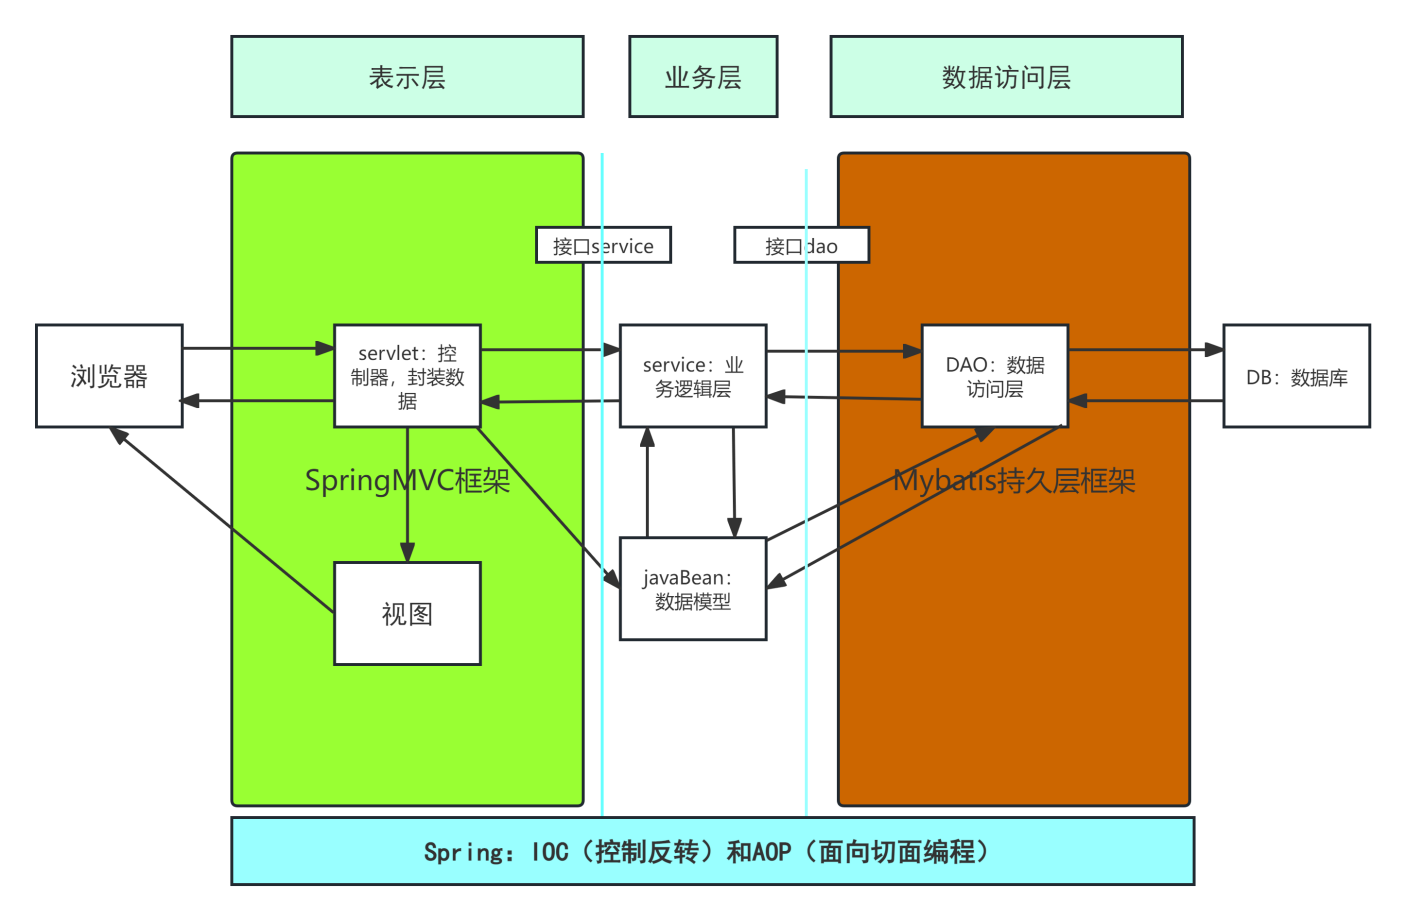 表示层
业务层
数据访问层
接口service
接口dao
浏览器
servlet：控
制器，封装数
据
service：业
务逻辑层
DAO：数据
访问层
DB：数据库
SpringMVC框架
Mybatis持久层框架
javaBean：
数据模型
视图
Spring：IOC（控制反转）和AOP（面向切面编程）